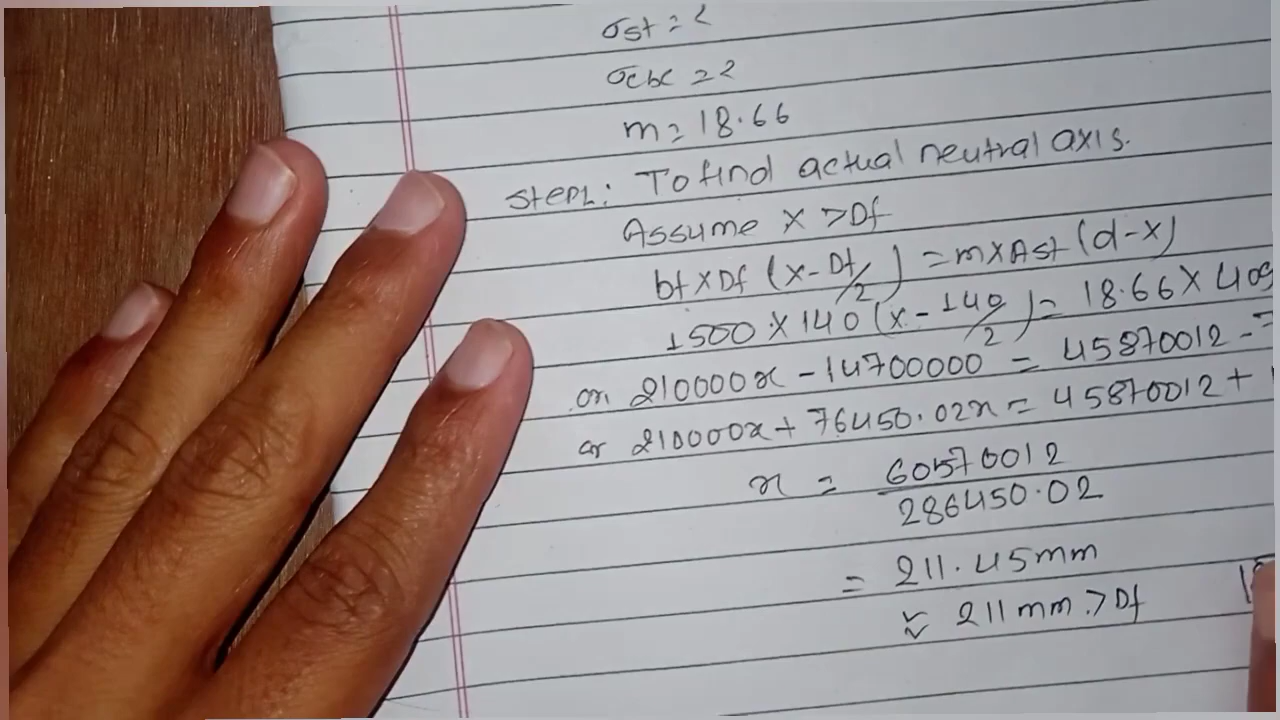 σst = ?
σcbc = ?
m = 18.66
Step1: To find actual neutral axis.
Assume x > Df
bf x Df (x - Df/2) = m x Ast (d - x)
1500 x 140 (x - 140/2) = 18.66 x 409
or 210000x - 14700000 = 45870012 -
or 210000x + 76450.02x = 45870012 +
x = 60570012/286450.02
= 211.45mm
≈ 211mm > Df